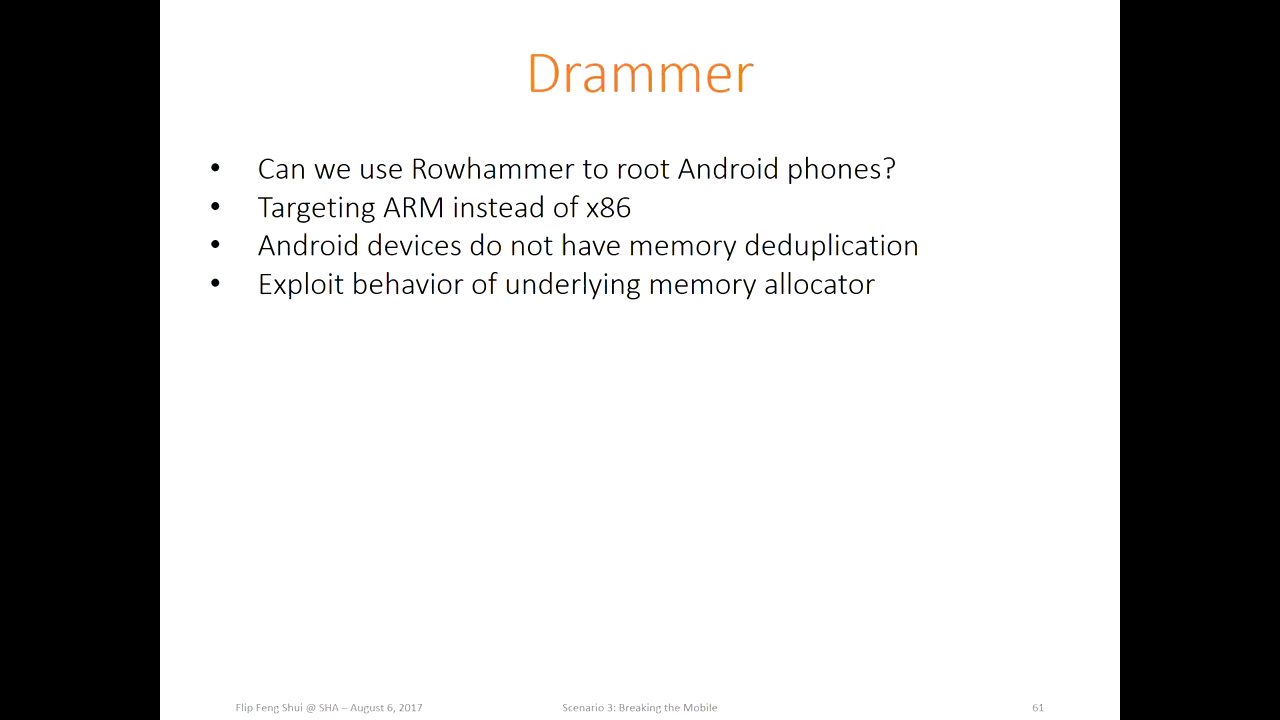 Drammer
• Can we use Rowhammer to root Android phones?
• Targeting ARM instead of x86
• Android devices do not have memory deduplication
• Exploit behavior of underlying memory allocator
Flip Feng Shui @ SHA – August 6, 2017
Scenario 3: Breaking the Mobile
61